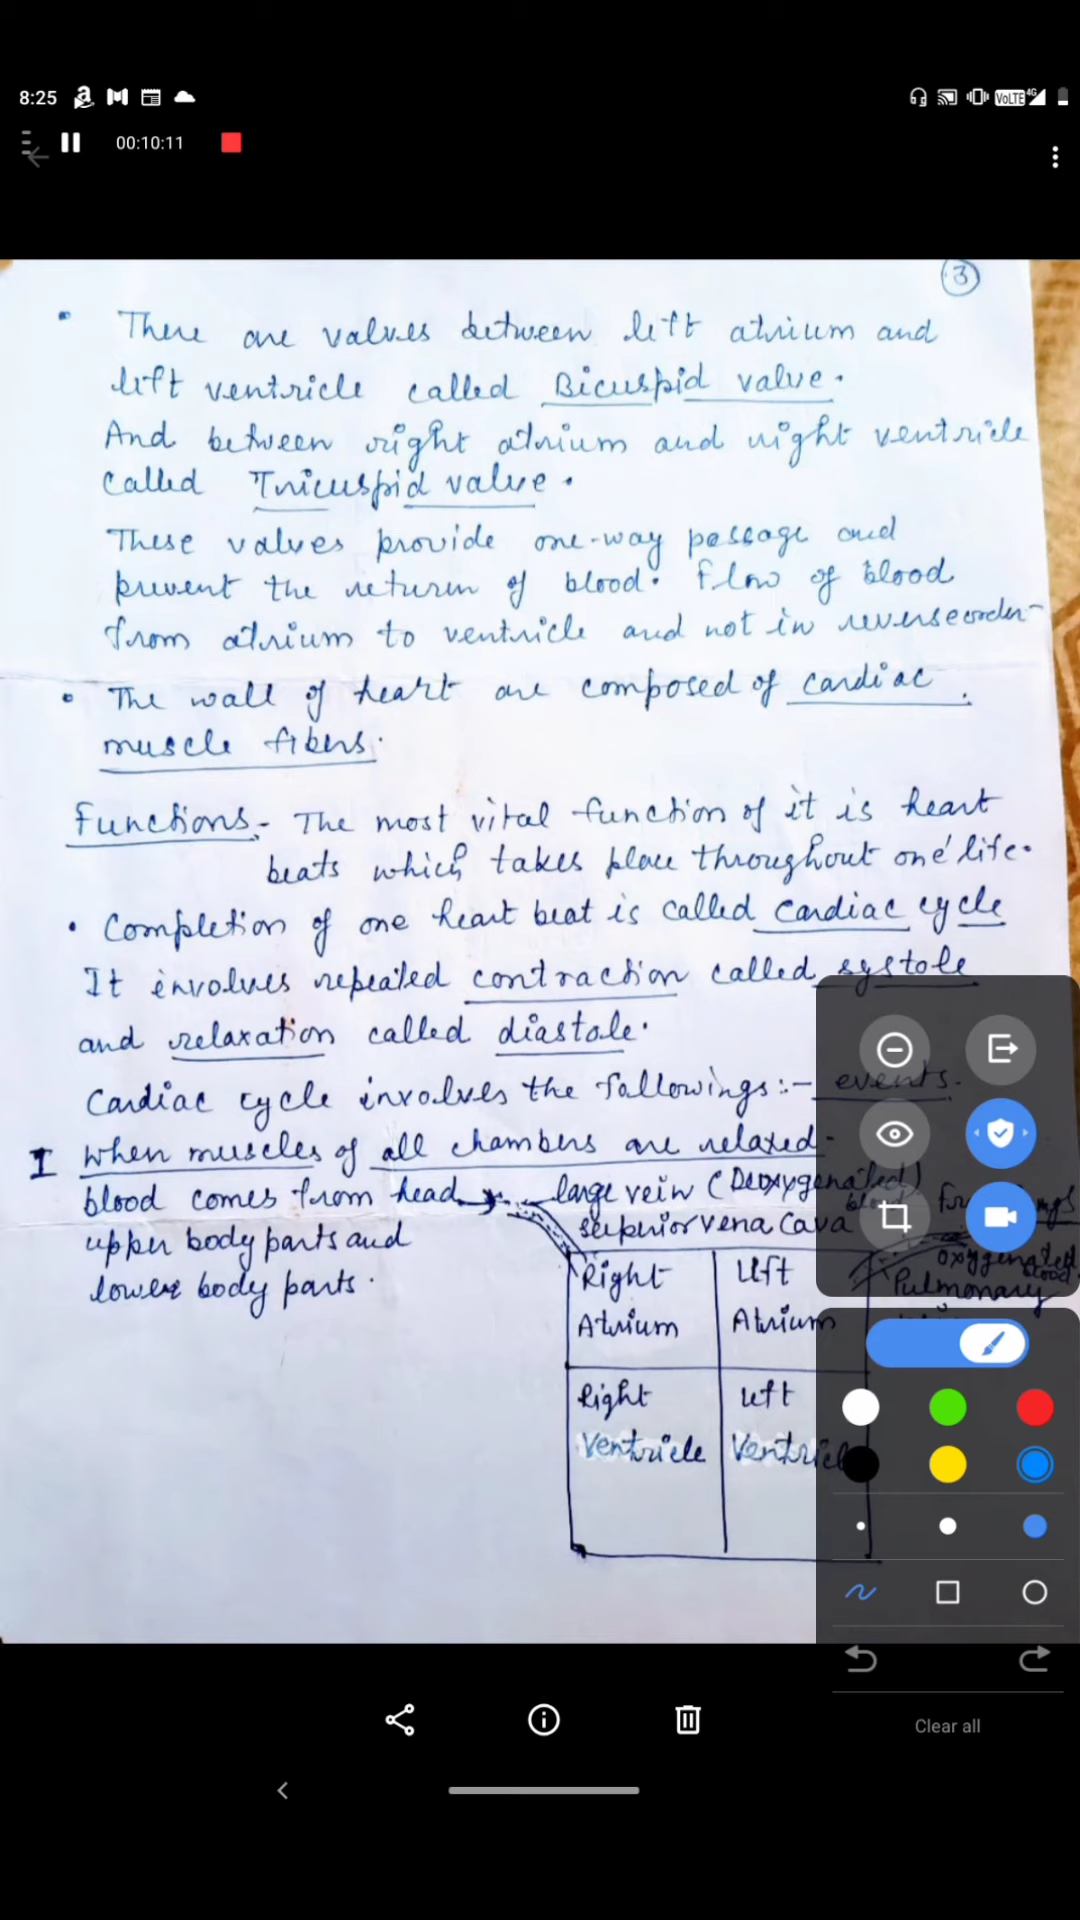 8:25
VoLTE 4G
00:10:11
3
• There are valves between left atrium and
left ventricle called Bicuspid valve.
And between right atrium and right ventricle
called Tricuspid valve.
These valves provide one-way passage and
prevent the return of blood. Flow of blood
from atrium to ventricle and not in reverse order-
• The wall of heart are composed of cardiac
muscle fibers.
Functions:- The most vital function of it is heart
beats which takes place throughout one' life.
• Completion of one heart beat is called cardiac cycle
It involves repeated contraction called systole
and relaxation called diastole.
Cardiac cycle involves the followings:- events.
I when muscles of all chambers are relaxed-
blood comes from head
upper body parts and
lower body parts.
large vein (Deoxygenated)
superior vena cava
oxygenated
blood
Pulmonary
Right
Atrium
Left
Atrium
Right
Ventricle
Left
Ventricle
Clear all